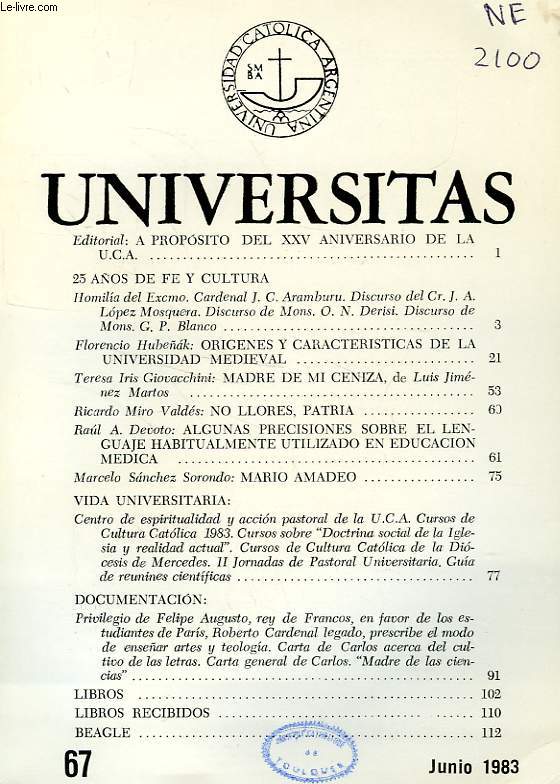 Le-livre.com
NE
2100
UNIVERSIDAD CATOLICA ARGENTINA
S M
B A
UNIVERSITAS
Editorial: A PROPÓSITO DEL XXV ANIVERSARIO DE LA
U.C.A. .................................................. 1
25 AÑOS DE FE Y CULTURA
Homilía del Excmo. Cardenal J. C. Aramburu. Discurso del Cr. J. A.
López Mosquera. Discurso de Mons. O. N. Derisi. Discurso de
Mons. G. P. Blanco ...................................... 3
Florencio Hubeñák: ORIGENES Y CARACTERISTICAS DE LA
UNIVERSIDAD MEDIEVAL ......................... 21
Teresa Iris Giovacchini: MADRE DE MI CENIZA, de Luis Jimé-
nez Martos ........................................... 53
Ricardo Miro Valdés: NO LLORES, PATRIA ................. 60
Raúl A. Devoto: ALGUNAS PRECISIONES SOBRE EL LEN-
GUAJE HABITUALMENTE UTILIZADO EN EDUCACION
MEDICA ............................................. 61
Marcelo Sánchez Sorondo: MARIO AMADEO ................. 75
VIDA UNIVERSITARIA:
Centro de espiritualidad y acción pastoral de la U.C.A. Cursos de
Cultura Católica 1983. Cursos sobre "Doctrina social de la Igle-
sia y realidad actual". Cursos de Cultura Católica de la Dió-
cesis de Mercedes. II Jornadas de Pastoral Universitaria. Guía
de reunines científicas .................................... 77
DOCUMENTACIÓN:
Privilegio de Felipe Augusto, rey de Francos, en favor de los es-
tudiantes de París, Roberto Cardenal legado, prescribe el modo
de enseñar artes y teología. Carta de Carlos acerca del cul-
tivo de las letras. Carta general de Carlos. "Madre de las cien-
cias" .................................................... 91
LIBROS .................................................. 102
LIBROS RECIBIDOS ...................................... 110
BEAGLE ................................................. 112
de
TOULOUSE
67
Junio 1983